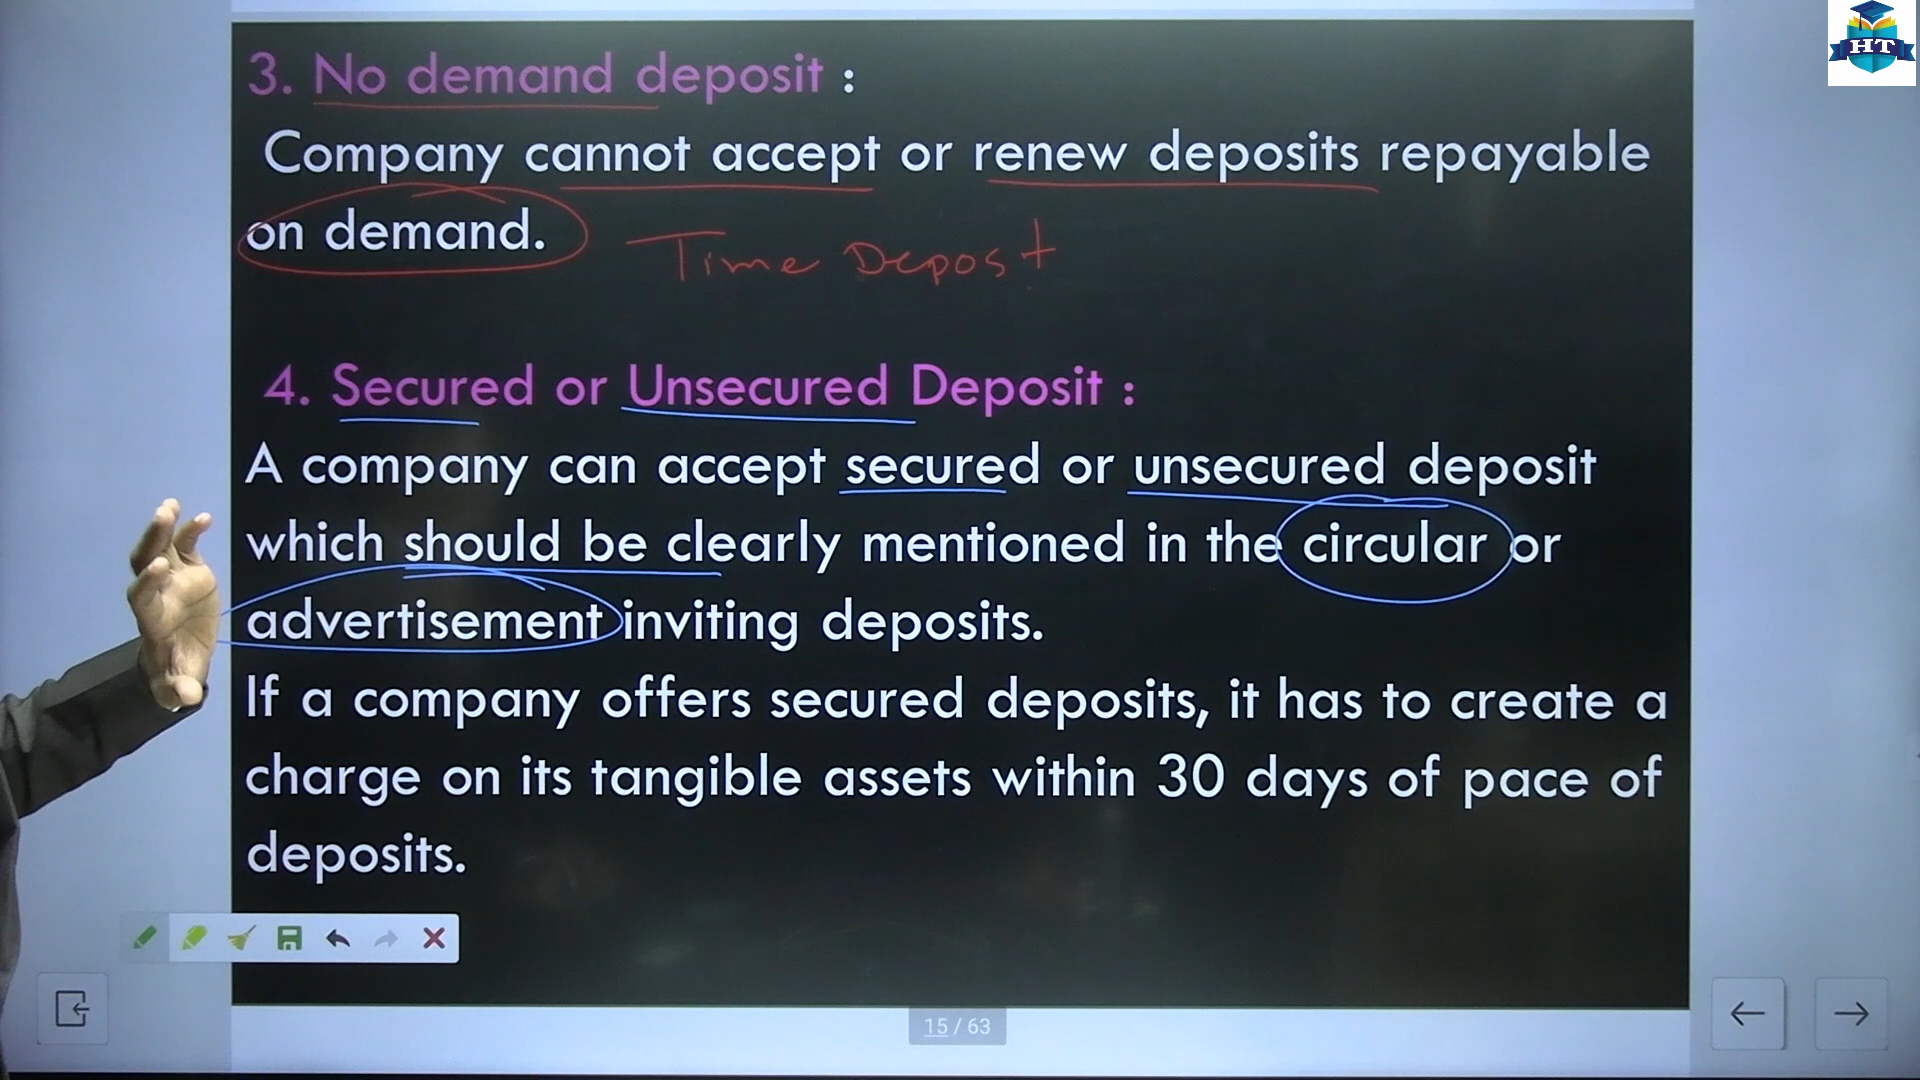 HT
3. No demand deposit :
Company cannot accept or renew deposits repayable
on demand.
Time Deposit
4. Secured or Unsecured Deposit :
A company can accept secured or unsecured deposit
which should be clearly mentioned in the circular or
advertisement inviting deposits.
If a company offers secured deposits, it has to create a
charge on its tangible assets within 30 days of pace of
deposits.
15 / 63